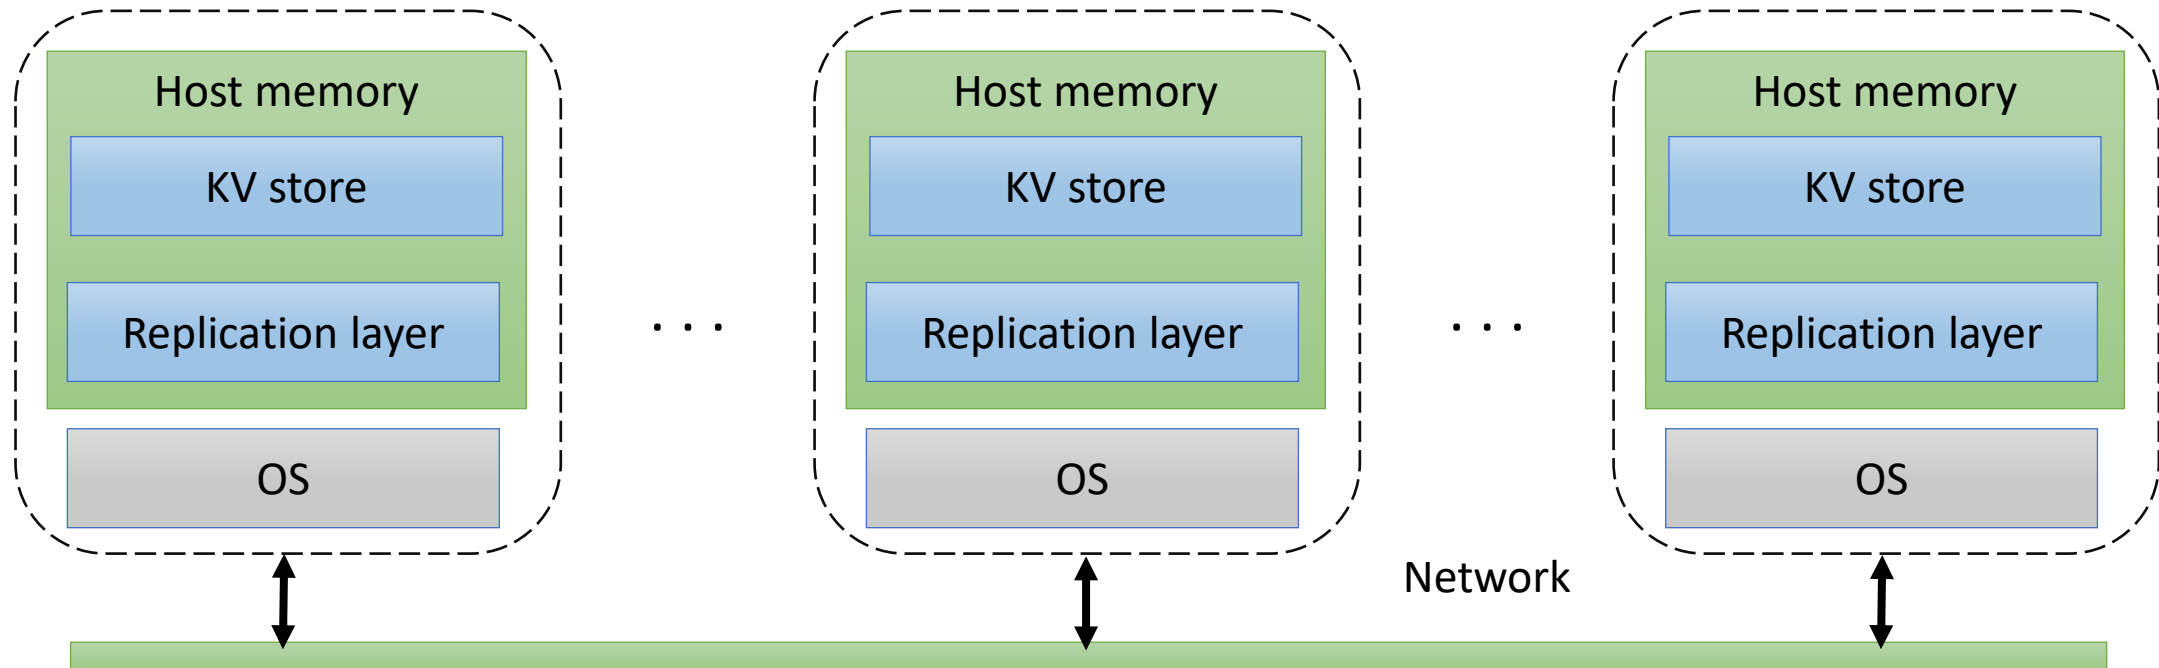 Host memory
KV store
Replication layer
OS
. . .
Host memory
KV store
Replication layer
OS
. . .
Host memory
KV store
Replication layer
OS
Network